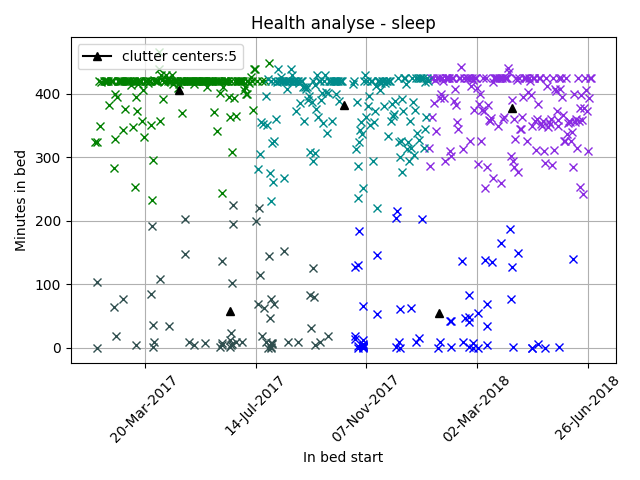 Health analyse - sleep
clutter centers:5
Minutes in bed
400
300
200
100
0
20-Mar-2017
14-Jul-2017
07-Nov-2017
02-Mar-2018
26-Jun-2018
In bed start